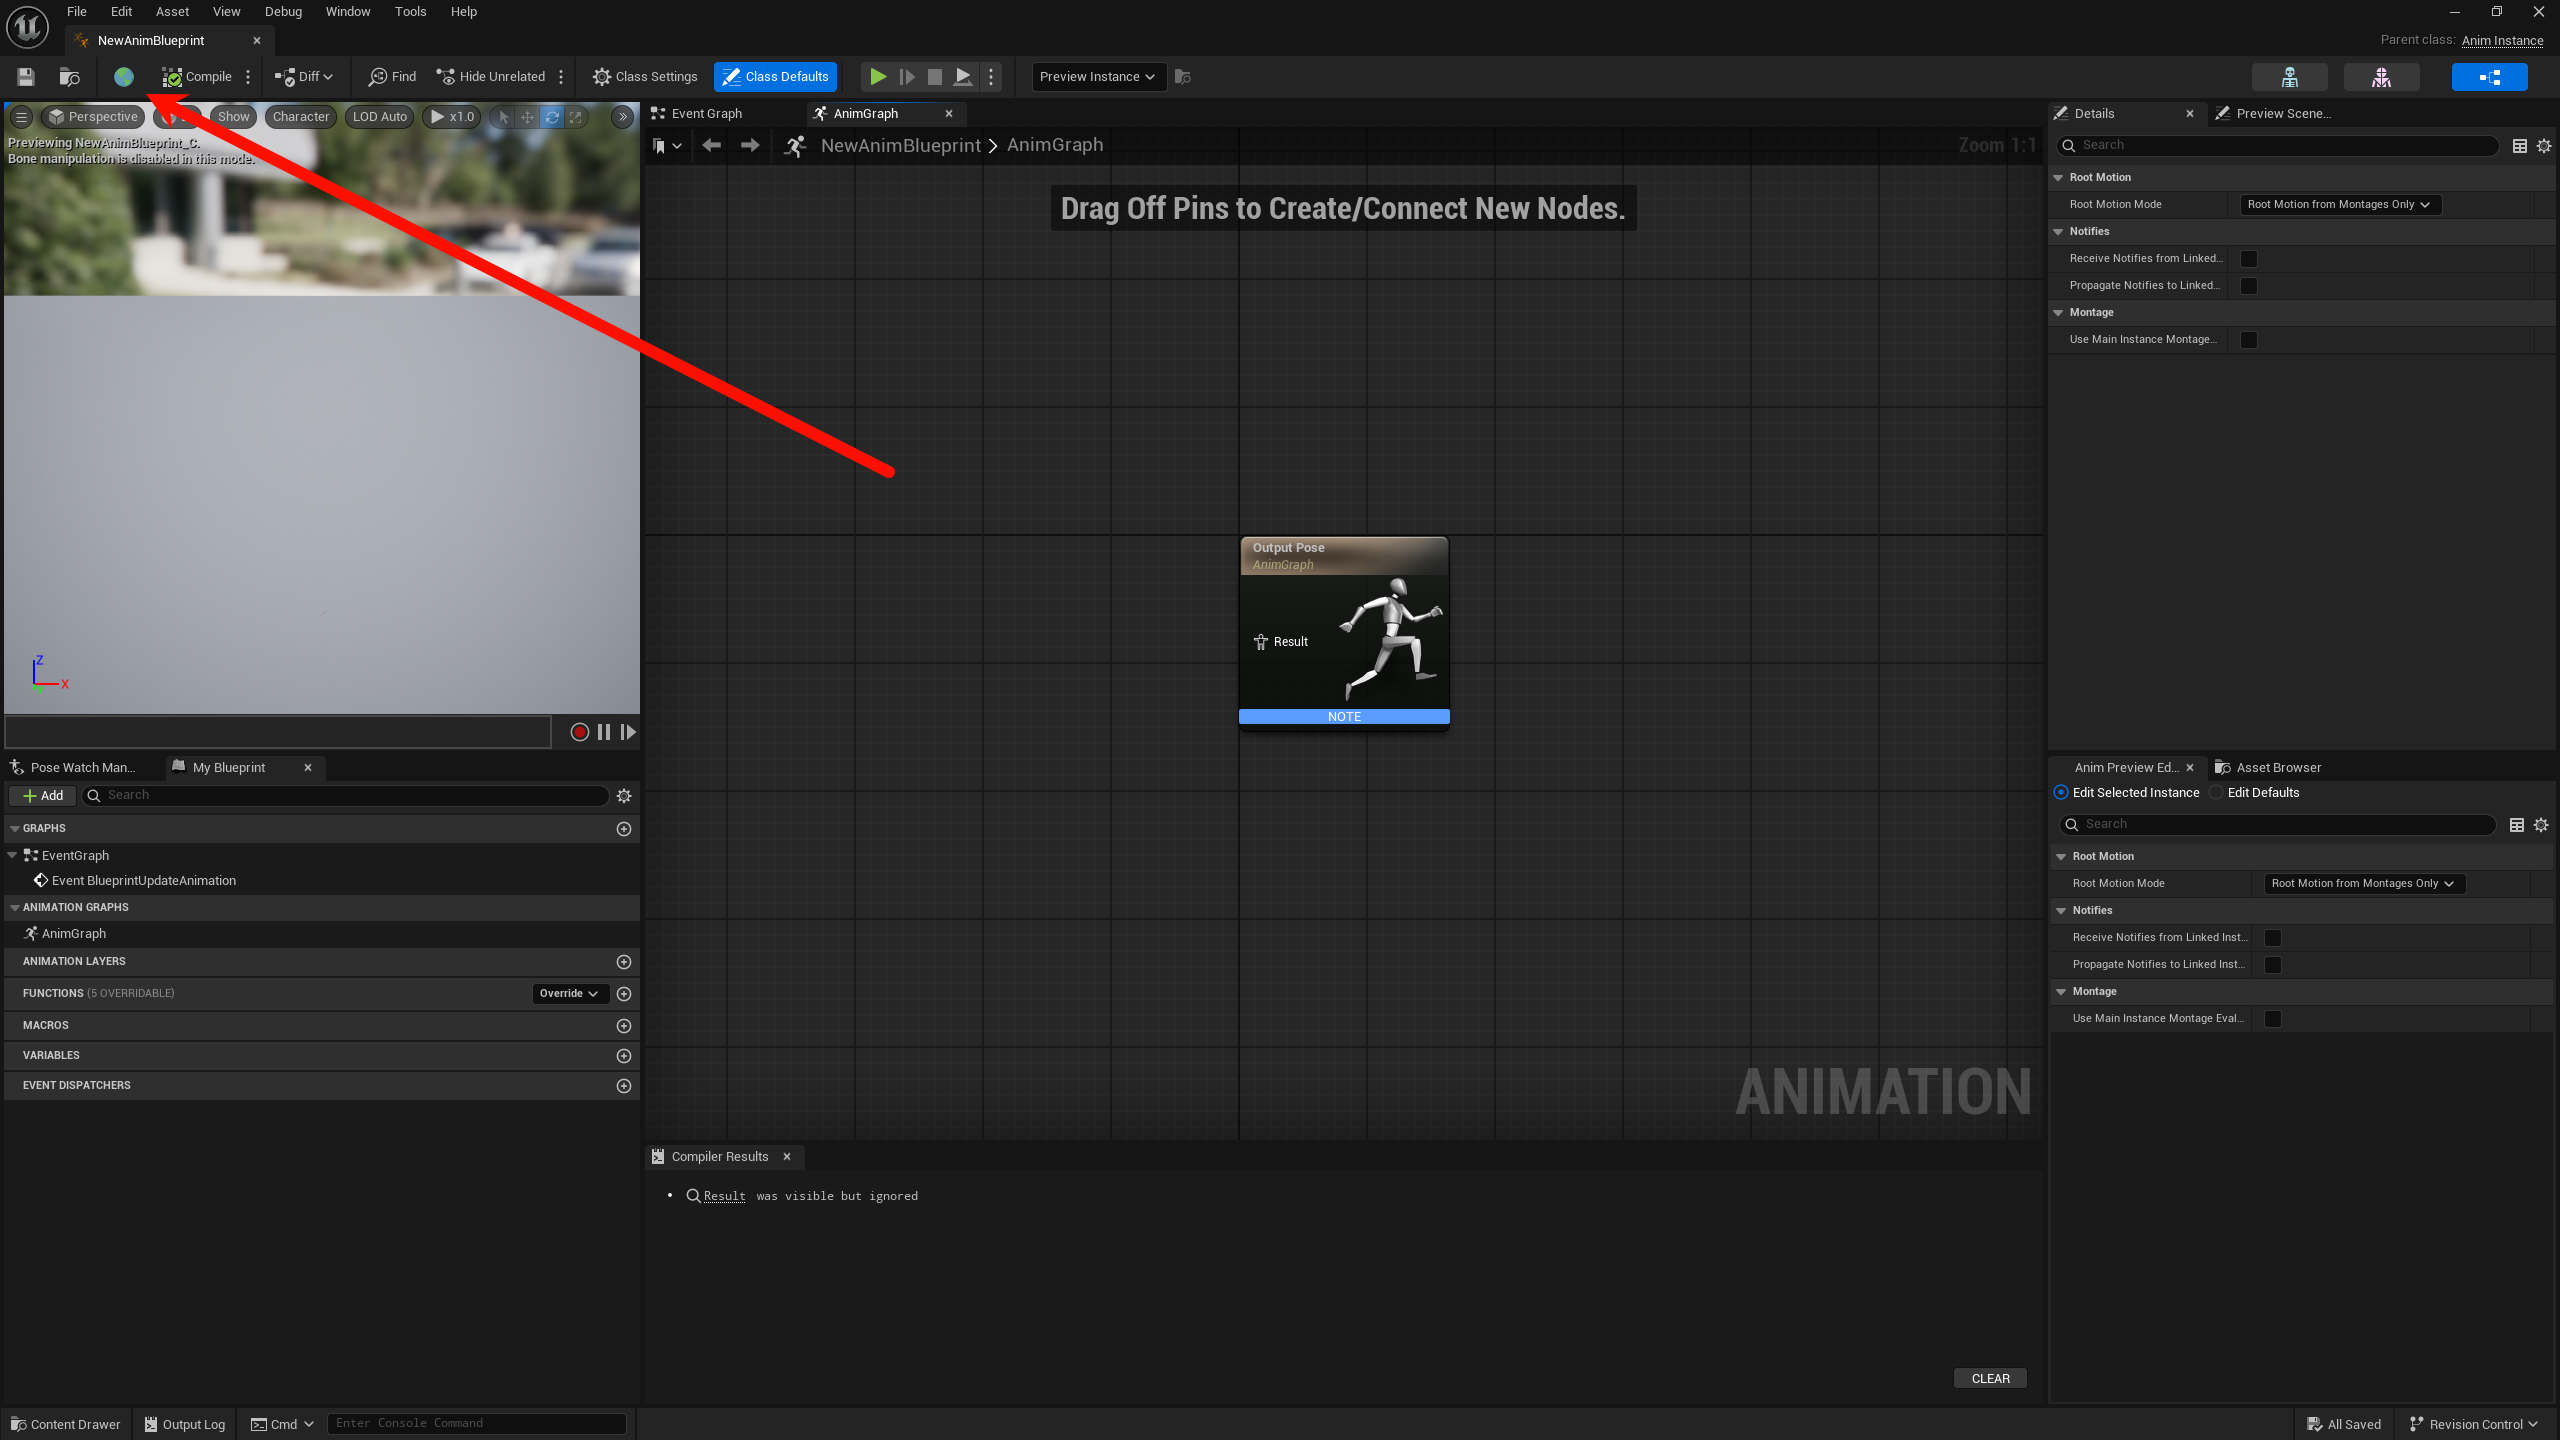 File Edit Asset View Debug Window Tools Help
NewAnimBlueprint
Parent class: Anim Instance
Compile Diff Find Hide Unrelated Class Settings Class Defaults Preview Instance
Perspective Show Character LOD Auto x1.0
Previewing NewAnimBlueprint_C.
Bone manipulation is disabled in this mode.
Event Graph AnimGraph
NewAnimBlueprint > AnimGraph
Zoom 1:1
Drag Off Pins to Create/Connect New Nodes.
Output Pose
AnimGraph
Result
NOTE
ANIMATION
Z
X
Pose Watch Man... My Blueprint
Add Search
GRAPHS
EventGraph
Event BlueprintUpdateAnimation
ANIMATION GRAPHS
AnimGraph
ANIMATION LAYERS
FUNCTIONS (5 OVERRIDABLE) Override
MACROS
VARIABLES
EVENT DISPATCHERS
Compiler Results
Result was visible but ignored
CLEAR
Details Preview Scene...
Search
Root Motion
Root Motion Mode Root Motion from Montages Only
Notifies
Receive Notifies from Linked...
Propagate Notifies to Linked...
Montage
Use Main Instance Montage...
Anim Preview Ed... Asset Browser
Edit Selected Instance Edit Defaults
Search
Root Motion
Root Motion Mode Root Motion from Montages Only
Notifies
Receive Notifies from Linked Inst...
Propagate Notifies to Linked Inst...
Montage
Use Main Instance Montage Eval...
Content Drawer Output Log Cmd Enter Console Command
All Saved Revision Control